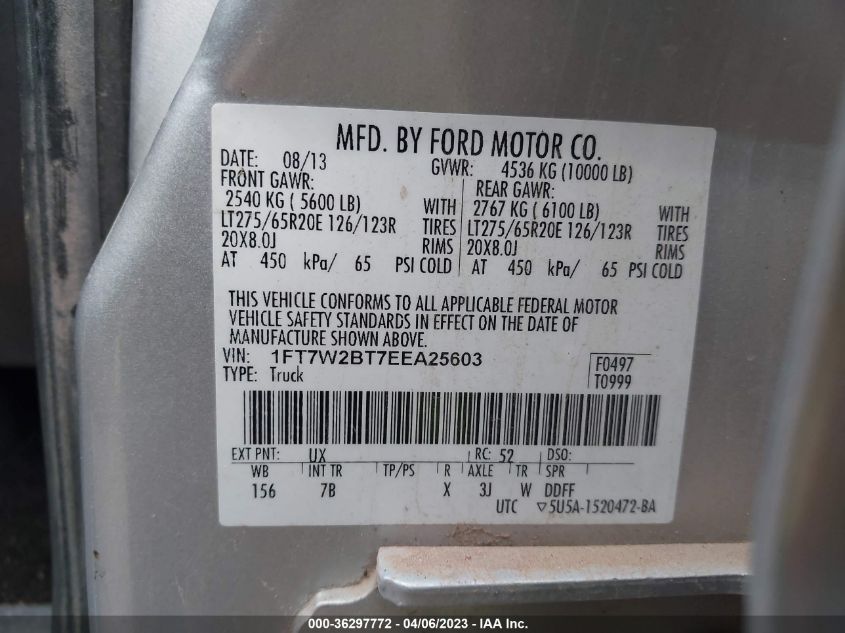 MFD. BY FORD MOTOR CO.
DATE: 08/13 GVWR: 4536 KG (10000 LB)
FRONT GAWR: REAR GAWR:
2540 KG ( 5600 LB) WITH 2767 KG ( 6100 LB) WITH
LT275/65R20E 126/123R TIRES LT275/65R20E 126/123R TIRES
20X8.0J RIMS 20X8.0J RIMS
AT 450 kPa/ 65 PSI COLD AT 450 kPa/ 65 PSI COLD
THIS VEHICLE CONFORMS TO ALL APPLICABLE FEDERAL MOTOR
VEHICLE SAFETY STANDARDS IN EFFECT ON THE DATE OF
MANUFACTURE SHOWN ABOVE.
VIN: 1FT7W2BT7EEA25603 F0497
TYPE: Truck T0999
EXT PNT: UX RC: 52 DSO:
WB INT TR TP/PS R AXLE TR SPR
156 7B X 3J W DDFF
UTC ▽5U5A-1520472-BA
000-36297772 - 04/06/2023 - IAA Inc.